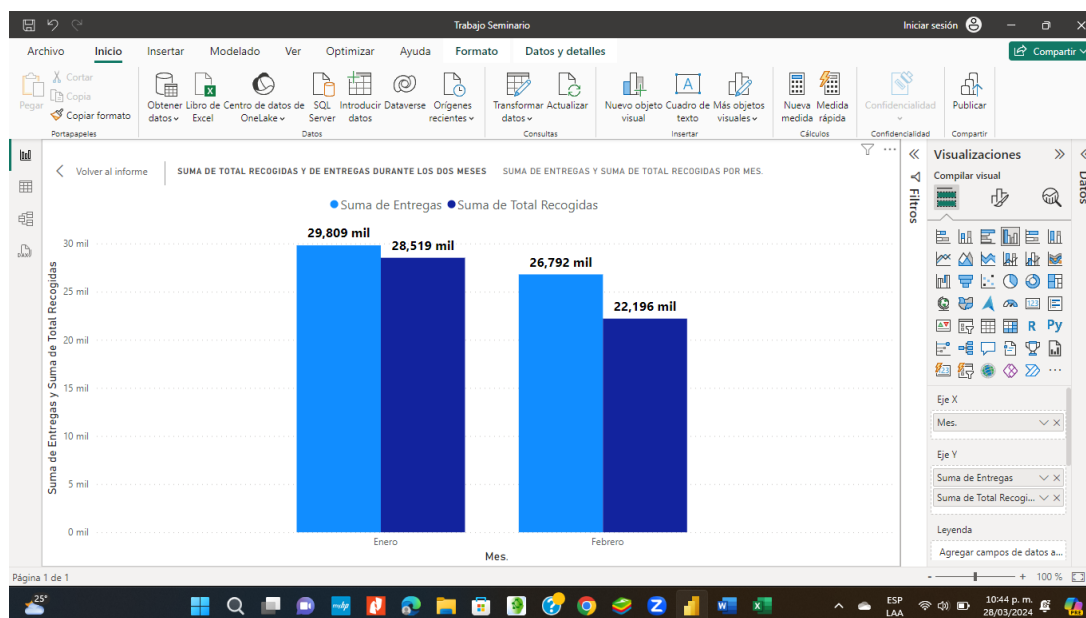 Trabajo Seminario
Iniciar sesión
Archivo Inicio Insertar Modelado Ver Optimizar Ayuda Formato Datos y detalles
Compartir
Pegar
Cortar
Copia
Copiar formato
Portapapeles
Obtener datos
Libro de Excel
Centro de datos de OneLake
SQL Server
Introducir datos
Dataverse
Orígenes recientes
Datos
Transformar datos
Actualizar
Consultas
Nuevo objeto visual
Cuadro de texto
Más objetos visuales
Insertar
Nueva medida
Medida rápida
Cálculos
Confidencialidad
Confidencialidad
Publicar
Compartir
Volver al informe
SUMA DE TOTAL RECOGIDAS Y DE ENTREGAS DURANTE LOS DOS MESES
SUMA DE ENTREGAS Y SUMA DE TOTAL RECOGIDAS POR MES.
Suma de Entregas Suma de Total Recogidas
Suma de Entregas y Suma de Total Recogidas
30 mil
25 mil
20 mil
15 mil
10 mil
5 mil
0 mil
29,809 mil
28,519 mil
26,792 mil
22,196 mil
Enero
Febrero
Mes.
Filtros
Visualizaciones
Datos
Compilar visual
123
R
Py
123
Eje X
Mes.
Eje Y
Suma de Entregas
Suma de Total Recogi...
Leyenda
Agregar campos de datos a...
Página 1 de 1
- + 100 %
25°
ESP
LAA
10:44 p. m.
28/03/2024